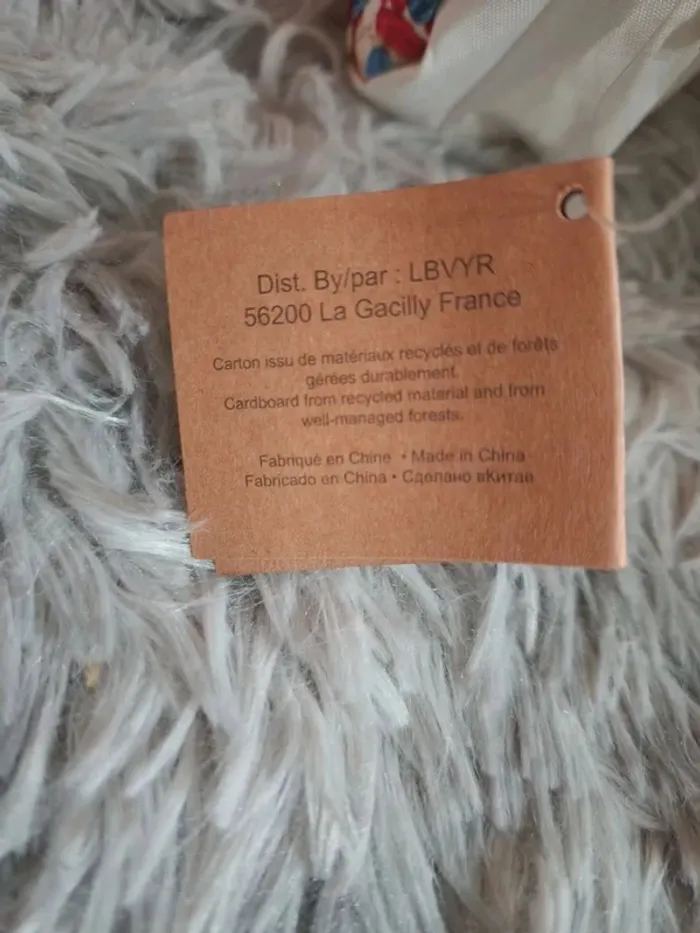 Dist. By/par : LBVYR
56200 La Gacilly France
Carton issu de matériaux recyclés et de forêts
gérées durablement.
Cardboard from recycled material and from
well-managed forests.
Fabriqué en Chine • Made in China
Fabricado en China • Сделано вКитае